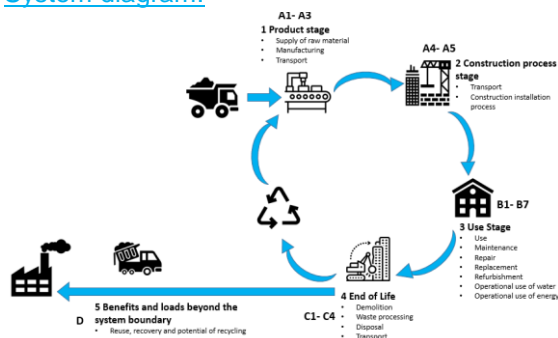 System diagram:
A1- A3
1 Product stage
• Supply of raw material
• Manufacturing
• Transport
A4- A5
2 Construction process
stage
• Transport
• Construction installation
process
B1- B7
3 Use Stage
• Use
• Maintenance
• Repair
• Replacement
• Refurbishment
• Operational use of water
• Operational use of energy
4 End of Life
C1- C4
• Demolition
• Waste processing
• Disposal
• Transport
5 Benefits and loads beyond the
D system boundary
• Reuse, recovery and potential of recycling